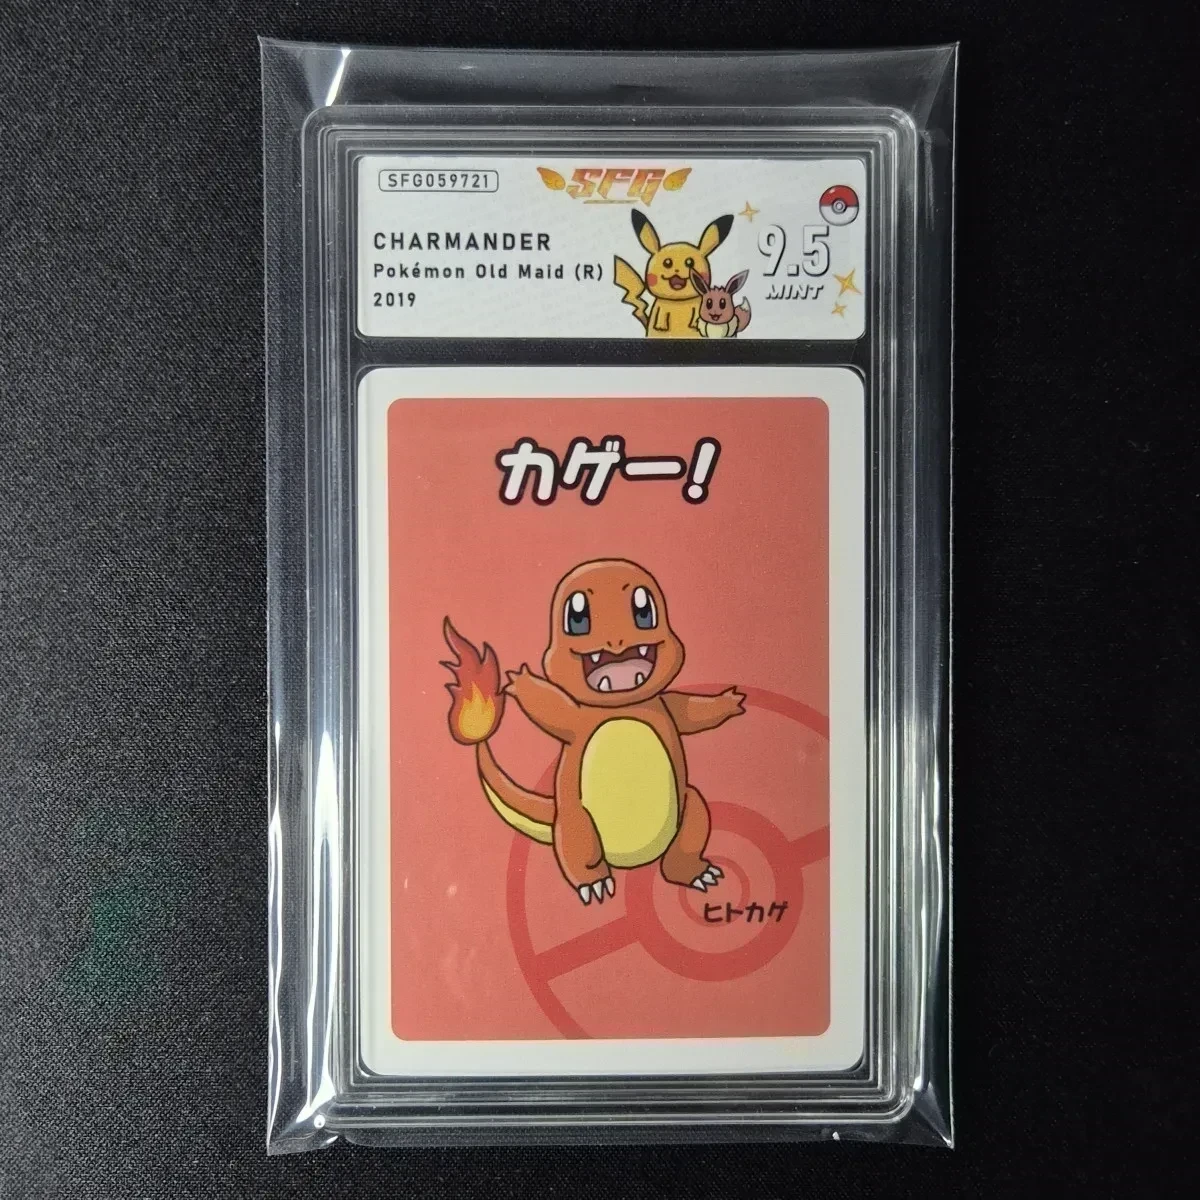 SFG059721
SFG
CHARMANDER
Pokémon Old Maid (R)
2019
9.5
MINT
カゲー!
ヒトカゲ